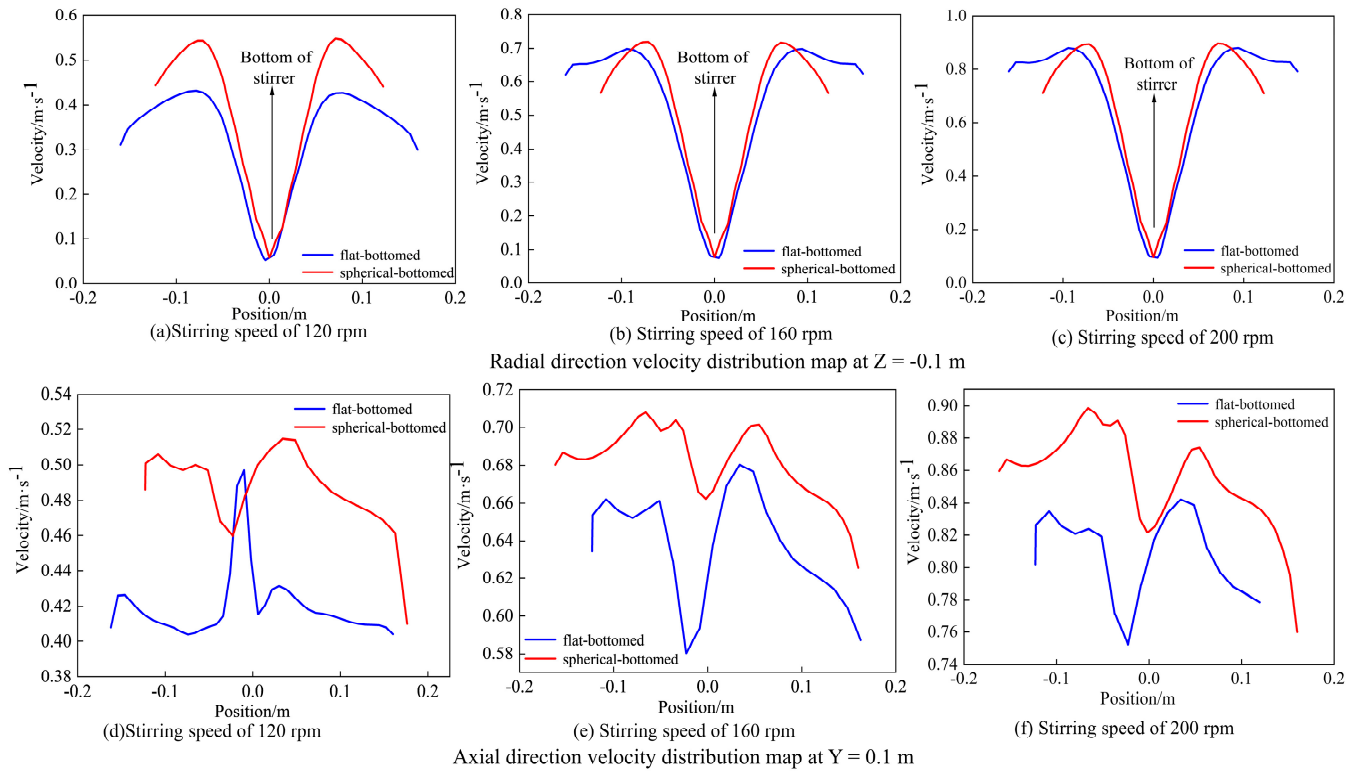 0.6
0.5
0.4
0.3
0.2
0.1
0.0
Velocity/m·s⁻¹
Bottom of
stirrer
flat-bottomed
spherical-bottomed
-0.2 -0.1 0.0 0.1 0.2
Position/m
(a)Stirring speed of 120 rpm
0.8
0.7
0.6
0.5
0.4
0.3
0.2
0.1
0.0
Velocity/m·s⁻¹
Bottom of
stirrer
flat-bottomed
spherical-bottomed
-0.2 -0.1 0.0 0.1 0.2
Position/m
(b) Stirring speed of 160 rpm
1.0
0.8
0.6
0.4
0.2
0.0
Velocity/m·s⁻¹
Bottom of
stirrer
flat-bottomed
spherical-bottomed
-0.2 -0.1 0.0 0.1 0.2
Position/m
(c) Stirring speed of 200 rpm
Radial direction velocity distribution map at Z = -0.1 m
0.54
0.52
0.50
0.48
0.46
0.44
0.42
0.40
0.38
Velocity/m·s⁻¹
flat-bottomed
spherical-bottomed
-0.2 -0.1 0.0 0.1 0.2
Position/m
(d)Stirring speed of 120 rpm
0.72
0.70
0.68
0.66
0.64
0.62
0.60
0.58
Velocity/m·s⁻¹
flat-bottomed
spherical-bottomed
-0.2 -0.1 0.0 0.1 0.2
Position/m
(e) Stirring speed of 160 rpm
0.90
0.86
0.82
0.78
0.74
Velocity/m·s⁻¹
flat-bottomed
spherical-bottomed
-0.2 -0.1 0.0 0.1 0.2
Position/m
(f) Stirring speed of 200 rpm
Axial direction velocity distribution map at Y = 0.1 m